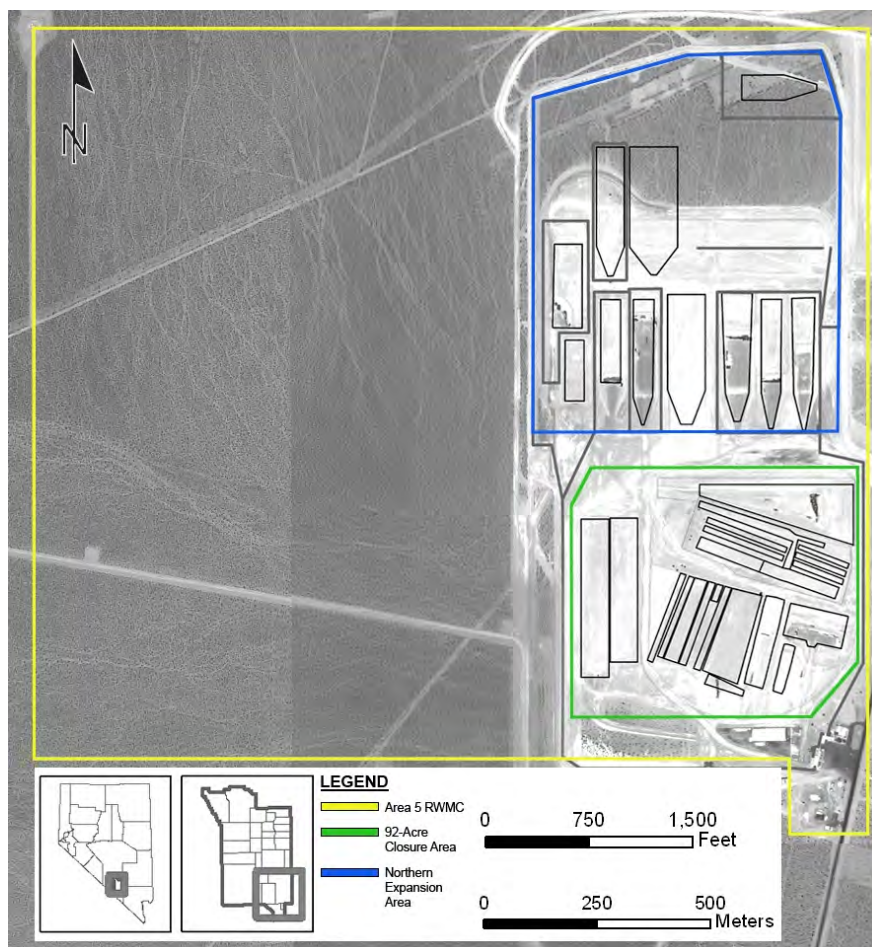 N
LEGEND
Area 5 RWMC
92-Acre
Closure Area
Northern
Expansion
Area
0 750 1,500
Feet
0 250 500
Meters